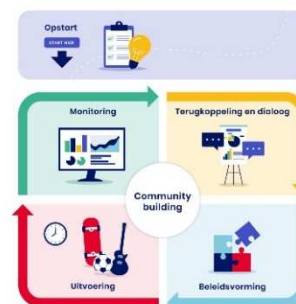 Opstart
START HIER
Monitoring
Terugkoppeling en dialoog
Community
building
Uitvoering
Beleidsvorming